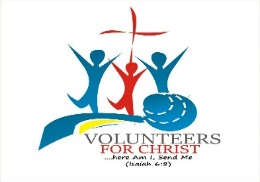 VOLUNTEERS
FOR CHRIST
....here Am I, Send Me
(Isaiah 6:8)